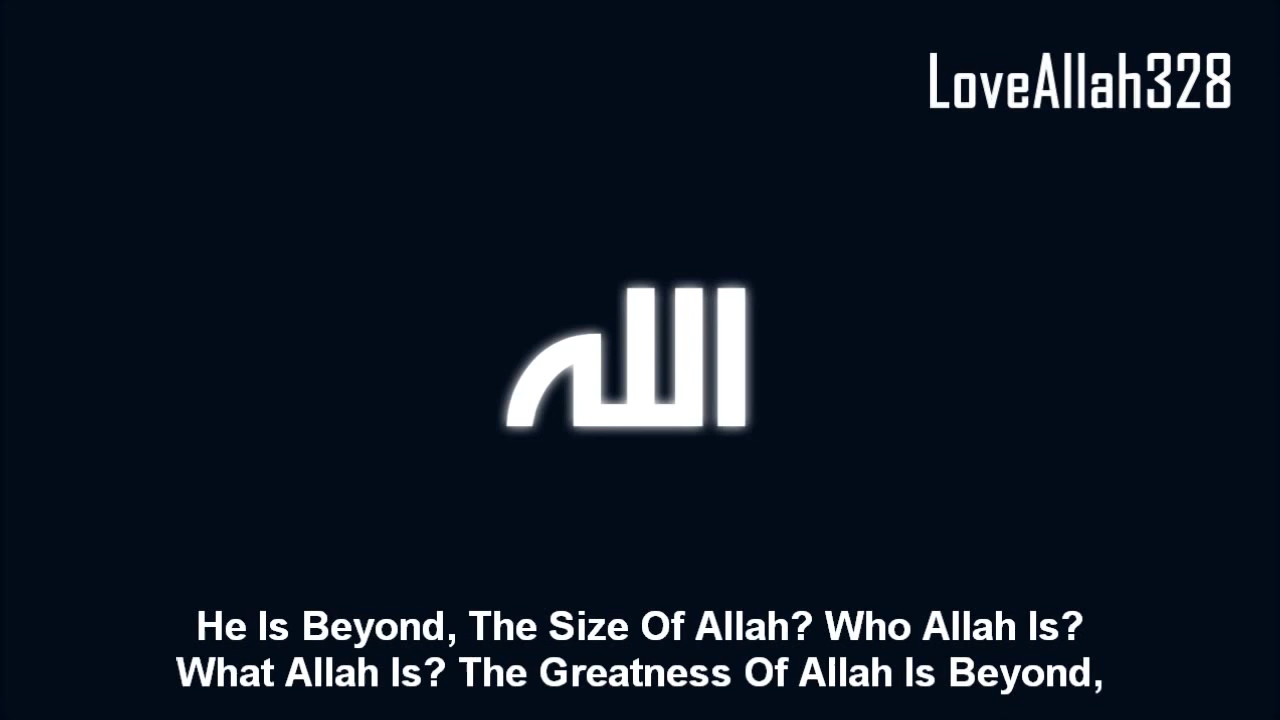 LoveAllah328
الله
He Is Beyond, The Size Of Allah? Who Allah Is?
What Allah Is? The Greatness Of Allah Is Beyond,